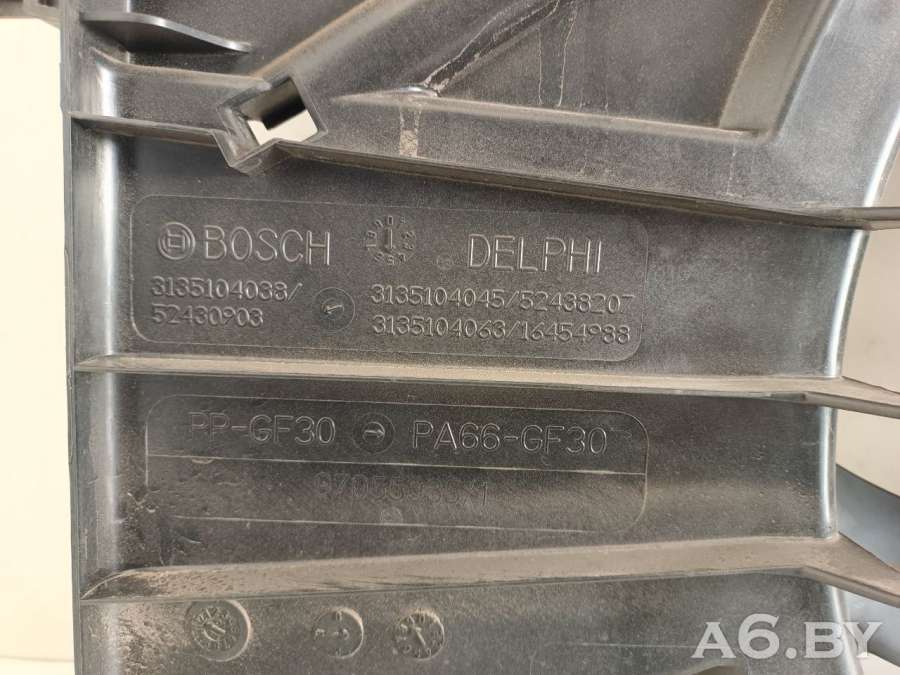 BOSCH DELPHI
3135104038/ 3135104045/52438207
52430903 3135104063/16454988
PP-GF30 PA66-GF30
A6.BY